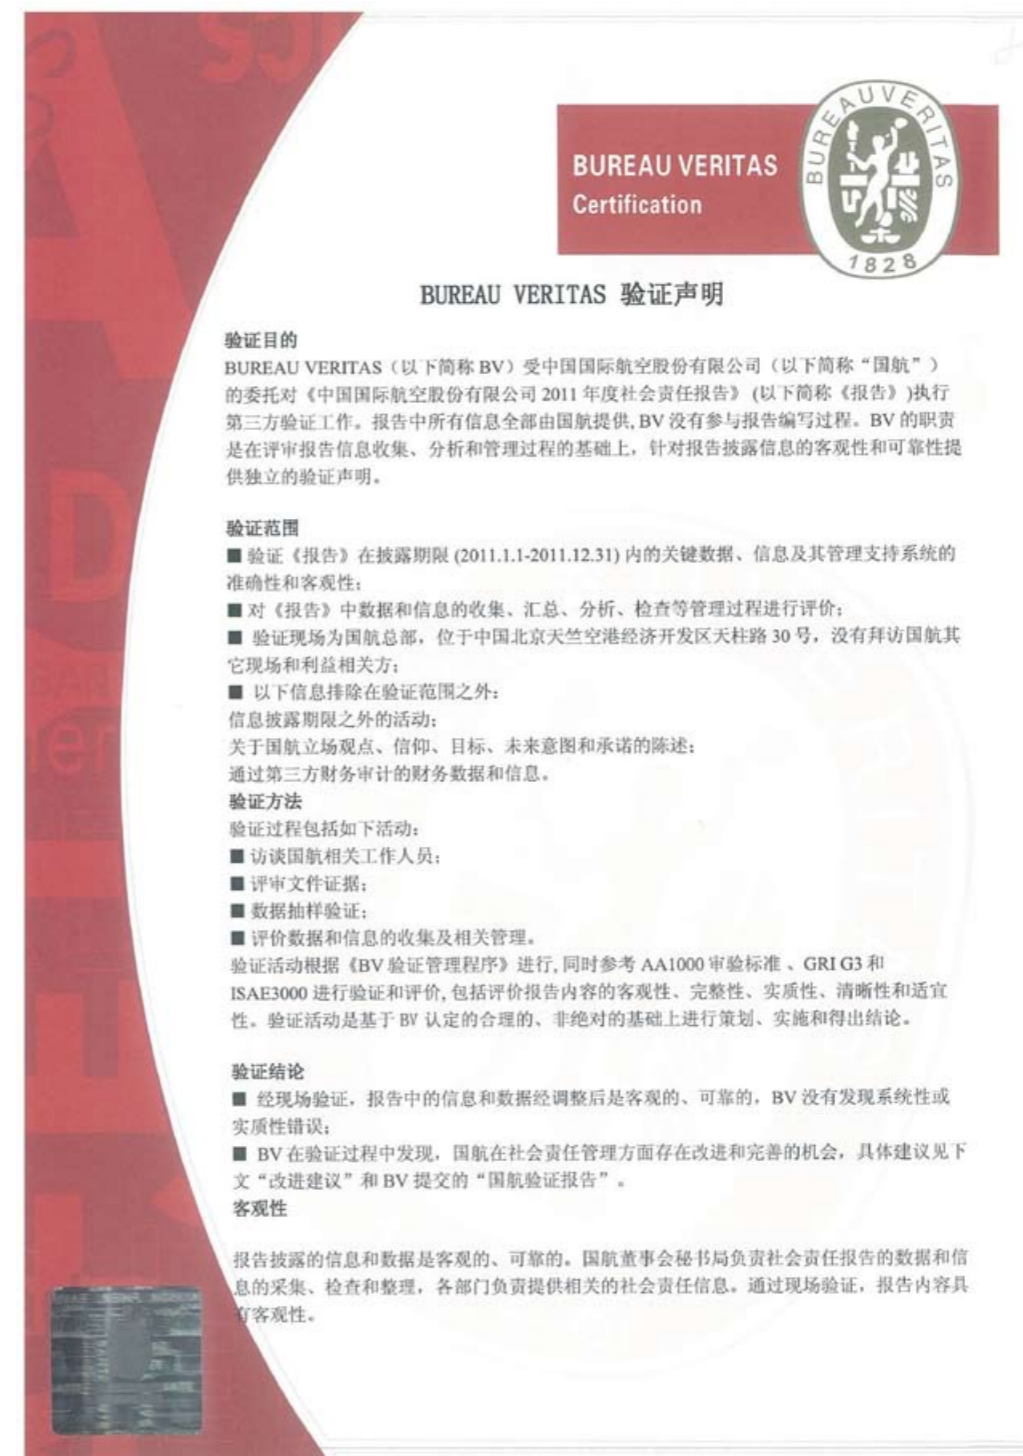 BUREAU VERITAS
Certification
BUREAU VERITAS
1828
BUREAU VERITAS 验证声明
验证目的
BUREAU VERITAS（以下简称 BV）受中国国际航空股份有限公司（以下简称“国航”）
的委托对《中国国际航空股份有限公司 2011 年度社会责任报告》(以下简称《报告》)执行
第三方验证工作。报告中所有信息全部由国航提供, BV 没有参与报告编写过程。BV 的职责
是在评审报告信息收集、分析和管理过程的基础上，针对报告披露信息的客观性和可靠性提
供独立的验证声明。
验证范围
■ 验证《报告》在披露期限 (2011.1.1-2011.12.31) 内的关键数据、信息及其管理支持系统的
准确性和客观性；
■ 对《报告》中数据和信息的收集、汇总、分析、检查等管理过程进行评价；
■ 验证现场为国航总部，位于中国北京天竺空港经济开发区天柱路 30 号，没有拜访国航其
它现场和利益相关方；
■ 以下信息排除在验证范围之外：
信息披露期限之外的活动；
关于国航立场观点、信仰、目标、未来意图和承诺的陈述；
通过第三方财务审计的财务数据和信息。
验证方法
验证过程包括如下活动：
■ 访谈国航相关工作人员；
■ 评审文件证据；
■ 数据抽样验证；
■ 评价数据和信息的收集及相关管理。
验证活动根据《BV 验证管理程序》进行, 同时参考 AA1000 审验标准 、GRI G3 和
ISAE3000 进行验证和评价, 包括评价报告内容的客观性、完整性、实质性、清晰性和适宜
性。验证活动是基于 BV 认定的合理的、非绝对的基础上进行策划、实施和得出结论。
验证结论
■ 经现场验证，报告中的信息和数据经调整后是客观的、可靠的，BV 没有发现系统性或
实质性错误；
■ BV 在验证过程中发现，国航在社会责任管理方面存在改进和完善的机会，具体建议见下
文“改进建议”和 BV 提交的“国航验证报告”。
客观性
报告披露的信息和数据是客观的、可靠的。国航董事会秘书局负责社会责任报告的数据和信
息的采集、检查和整理，各部门负责提供相关的社会责任信息。通过现场验证，报告内容具
有客观性。